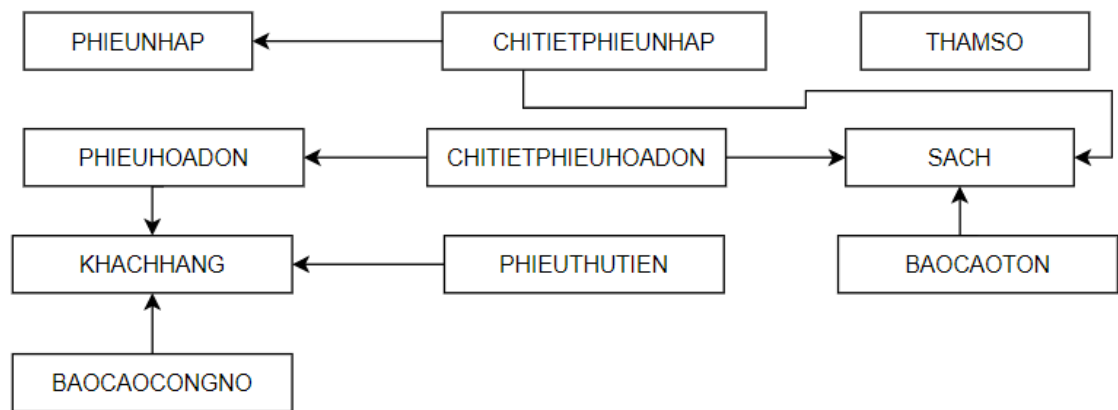 PHIEUNHAP
CHITIETPHIEUNHAP
THAMSO
PHIEUHOADON
CHITIETPHIEUHOADON
SACH
KHACHHANG
PHIEUTHUTIEN
BAOCAOTON
BAOCAOCONGNO